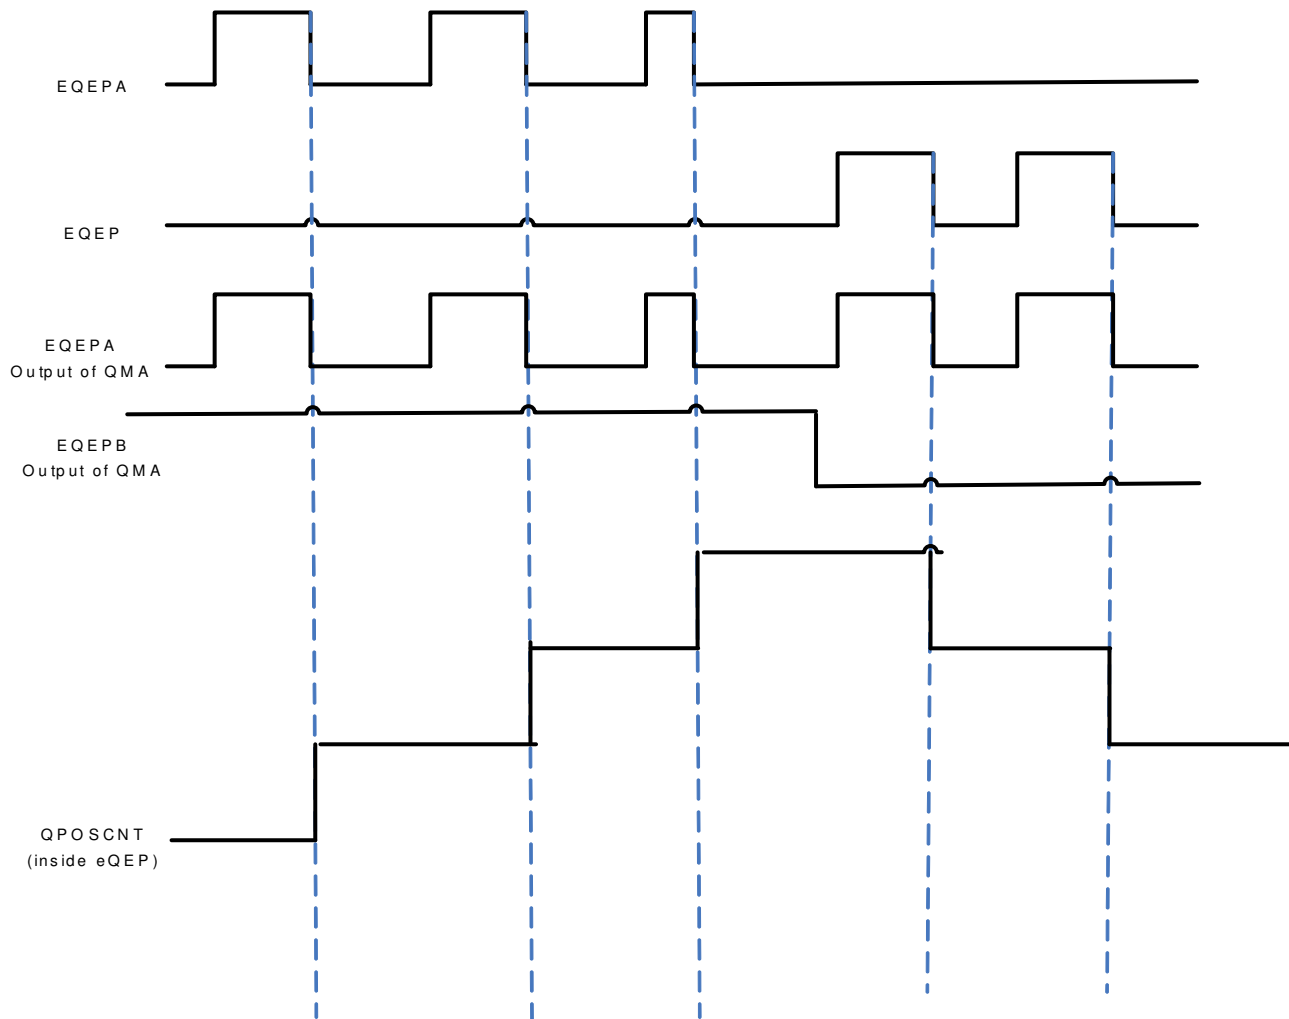 EQEPA
EQEP
EQEPA
Output of QMA
EQEPB
Output of QMA
QPOSCNT
(inside eQEP)